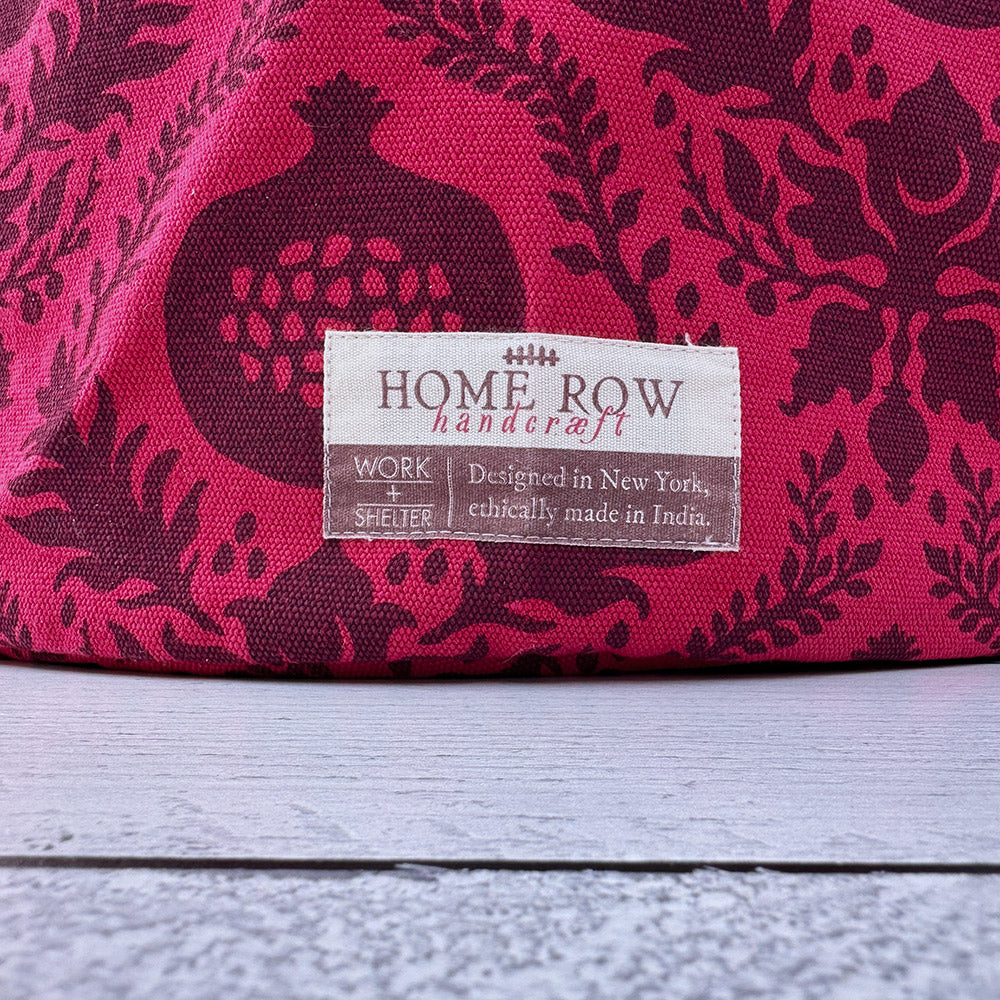 HOME ROW
handcræft
WORK
+
SHELTER
Designed in New York,
ethically made in India.